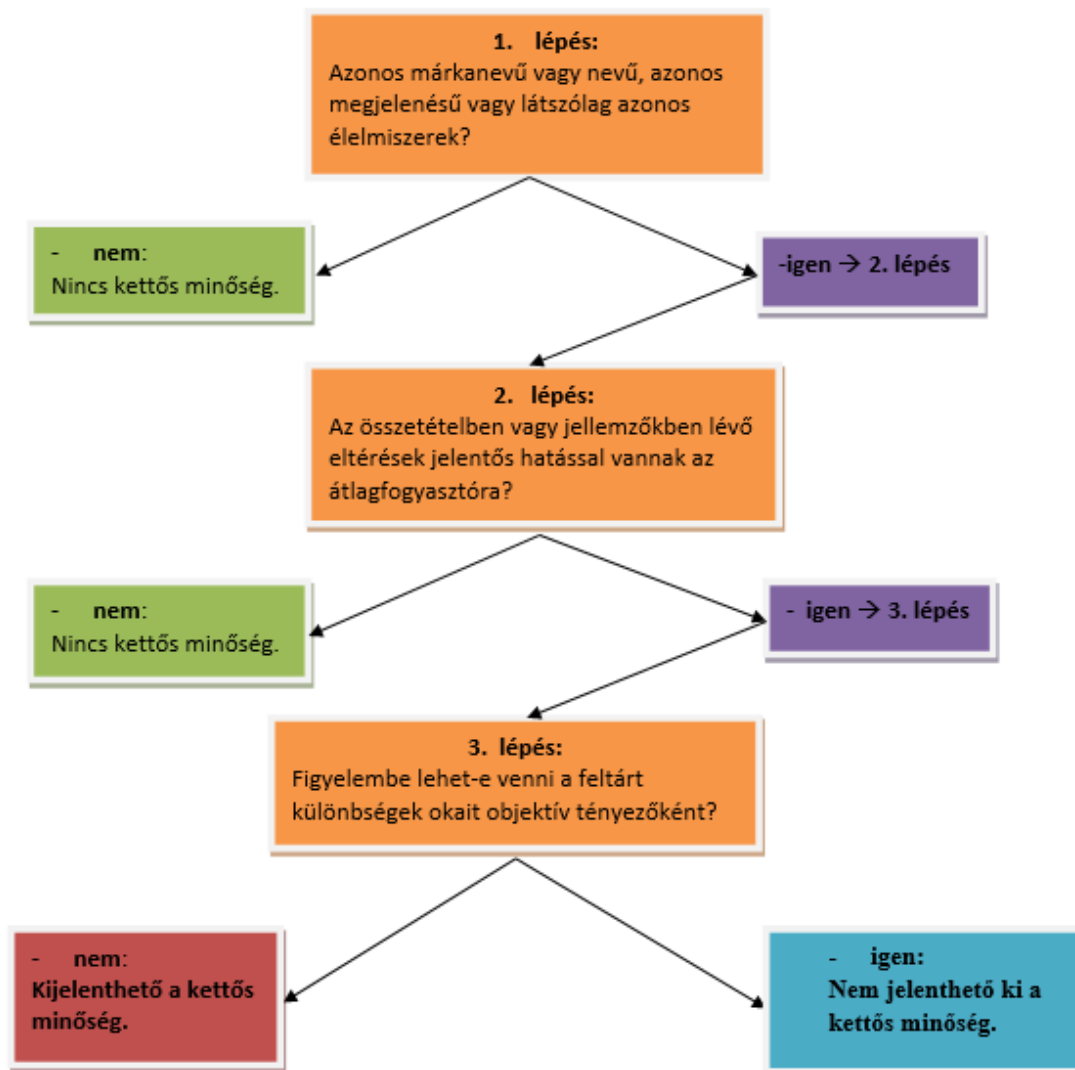 1. lépés:
Azonos márkanevű vagy nevű, azonos
megjelenésű vagy látszólag azonos
élelmiszerek?
- nem:
Nincs kettős minőség.
-igen → 2. lépés
2. lépés:
Az összetételben vagy jellemzőkben lévő
eltérések jelentős hatással vannak az
átlagfogyasztóra?
- nem:
Nincs kettős minőség.
- igen → 3. lépés
3. lépés:
Figyelembe lehet-e venni a feltárt
különbségek okait objektív tényezőként?
- nem:
Kijelenthető a kettős
minőség.
- igen:
Nem jelenthető ki a
kettős minőség.